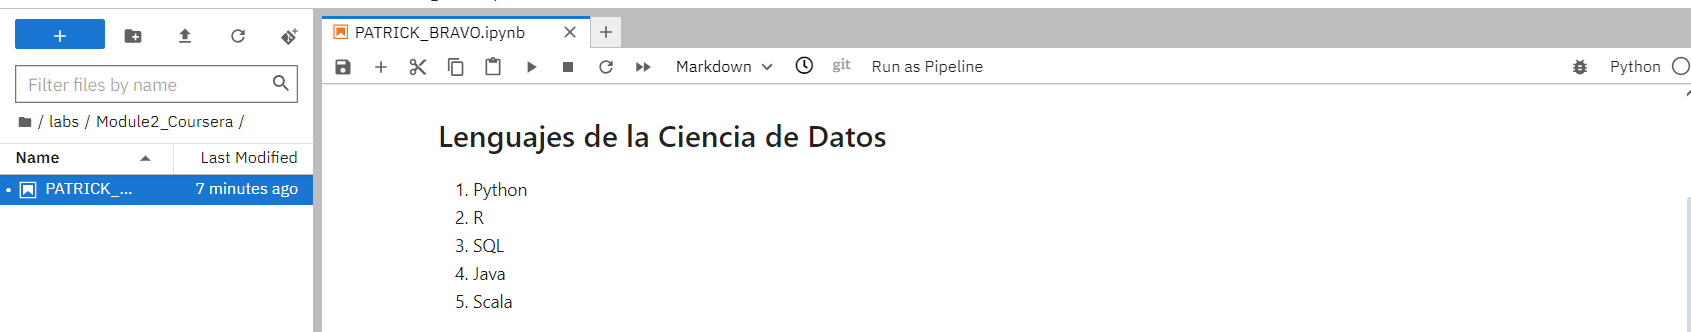 PATRICK_BRAVO.ipynb
Markdown
git
Run as Pipeline
Python
Filter files by name
/ labs / Module2_Coursera /
Name
Last Modified
PATRICK_...
7 minutes ago
Lenguajes de la Ciencia de Datos
1. Python
2. R
3. SQL
4. Java
5. Scala